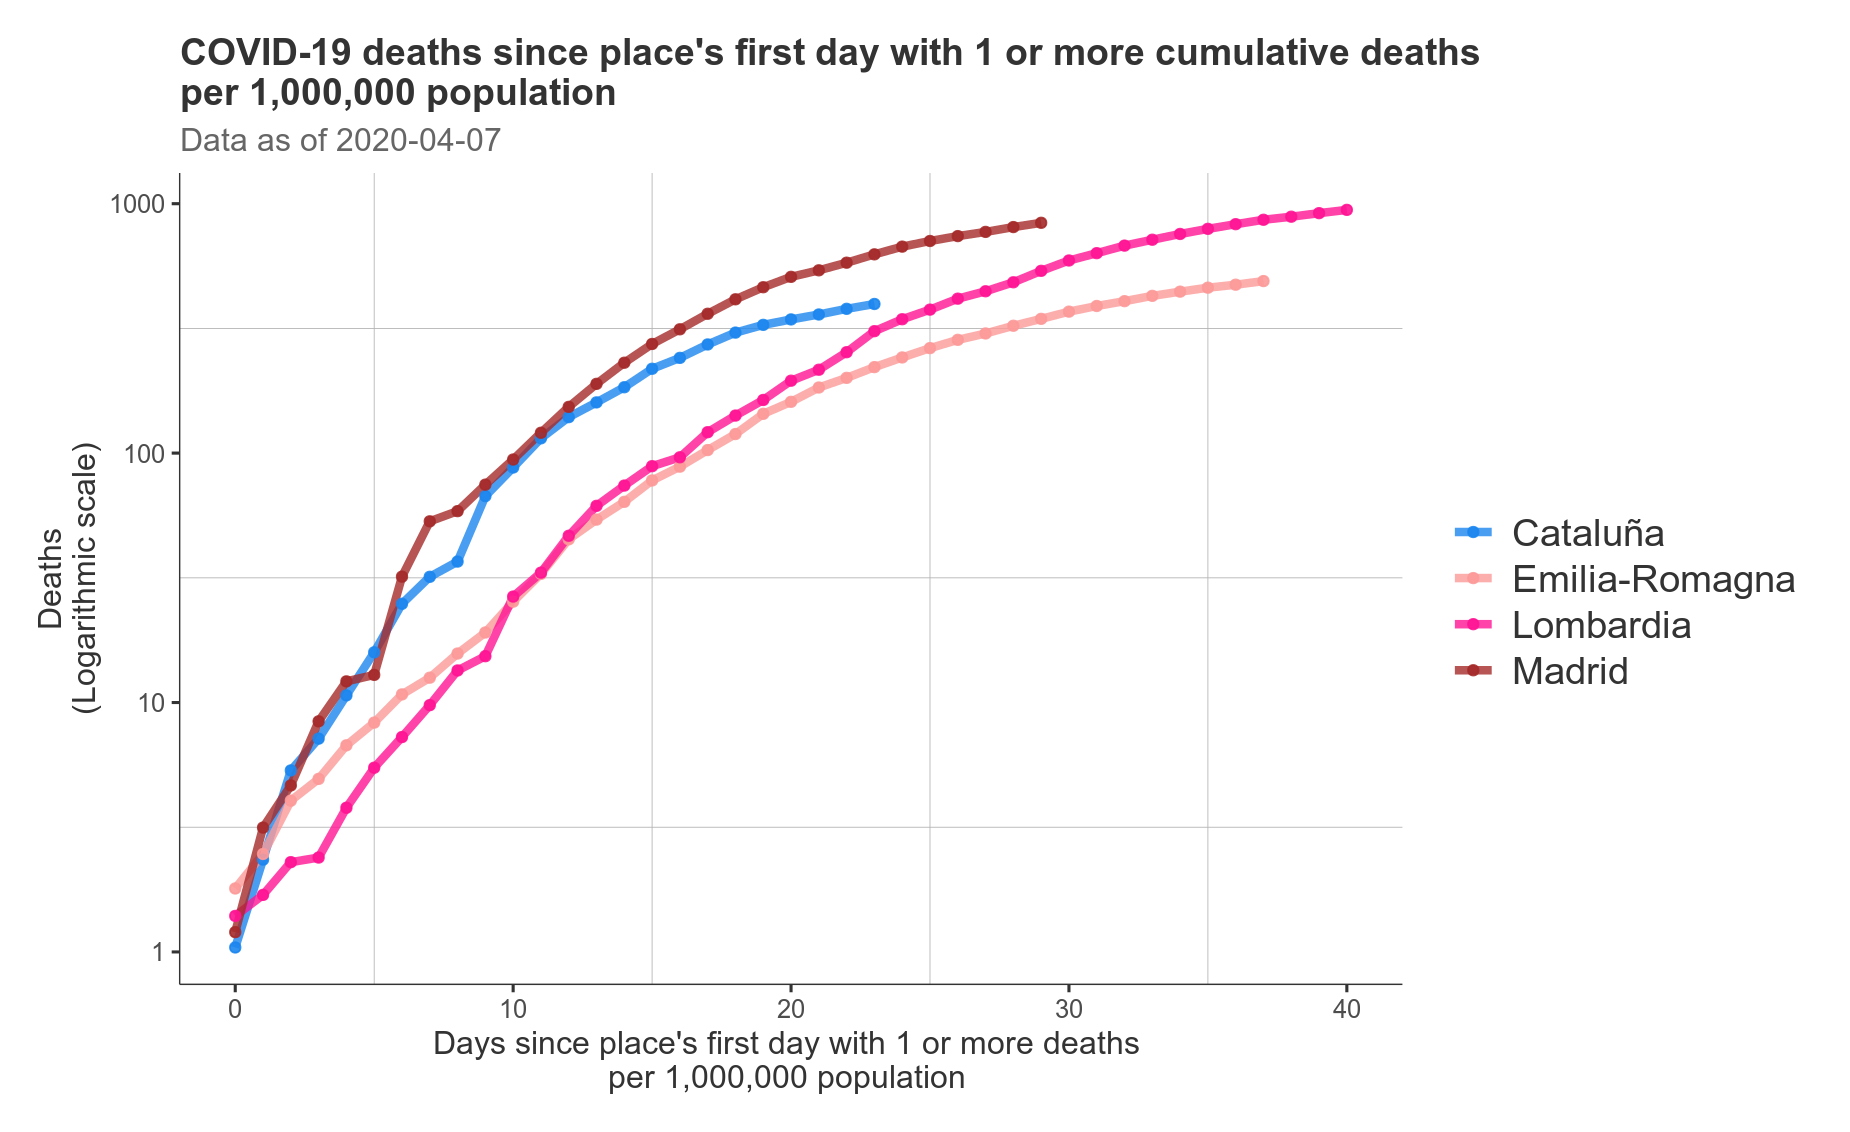 COVID-19 deaths since place's first day with 1 or more cumulative deaths
per 1,000,000 population
Data as of 2020-04-07
Deaths
(Logarithmic scale)
1000
100
10
1
0
10
20
30
40
Days since place's first day with 1 or more deaths
per 1,000,000 population
Cataluña
Emilia-Romagna
Lombardia
Madrid